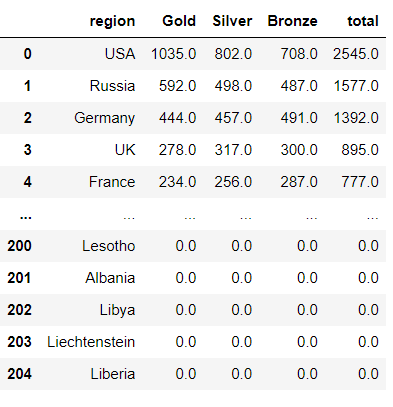 region Gold Silver Bronze total
0 USA 1035.0 802.0 708.0 2545.0
1 Russia 592.0 498.0 487.0 1577.0
2 Germany 444.0 457.0 491.0 1392.0
3 UK 278.0 317.0 300.0 895.0
4 France 234.0 256.0 287.0 777.0
... ... ... ... ... ...
200 Lesotho 0.0 0.0 0.0 0.0
201 Albania 0.0 0.0 0.0 0.0
202 Libya 0.0 0.0 0.0 0.0
203 Liechtenstein 0.0 0.0 0.0 0.0
204 Liberia 0.0 0.0 0.0 0.0